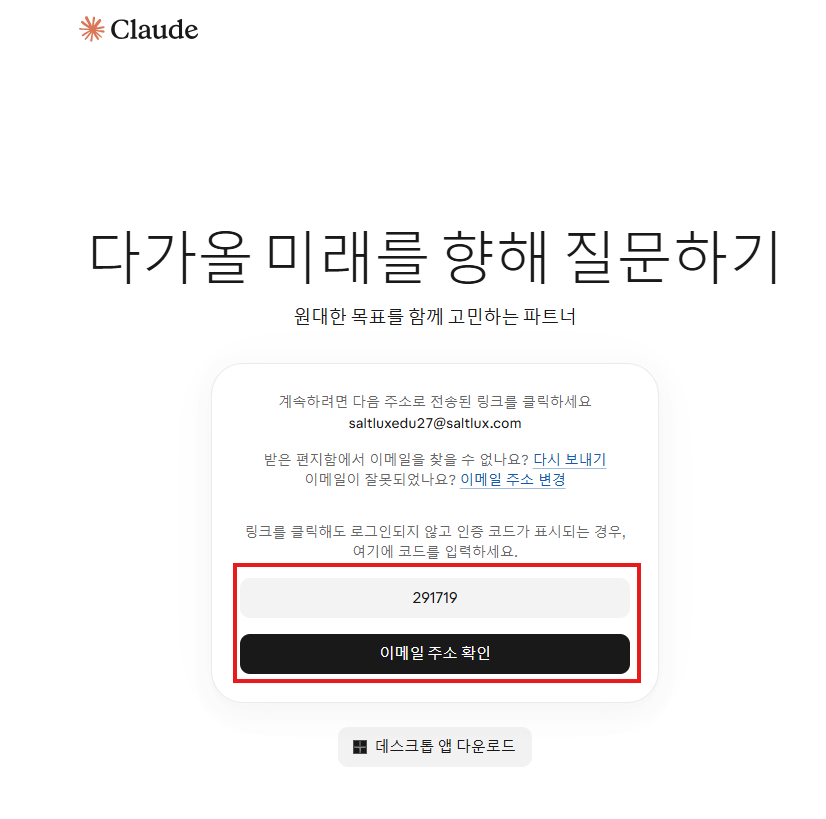 Claude
다가올 미래를 향해 질문하기
원대한 목표를 함께 고민하는 파트너
계속하려면 다음 주소로 전송된 링크를 클릭하세요
saltluxedu27@saltlux.com
받은 편지함에서 이메일을 찾을 수 없나요? 다시 보내기
이메일이 잘못되었나요? 이메일 주소 변경
링크를 클릭해도 로그인되지 않고 인증 코드가 표시되는 경우,
여기에 코드를 입력하세요.
291719
이메일 주소 확인
데스크톱 앱 다운로드